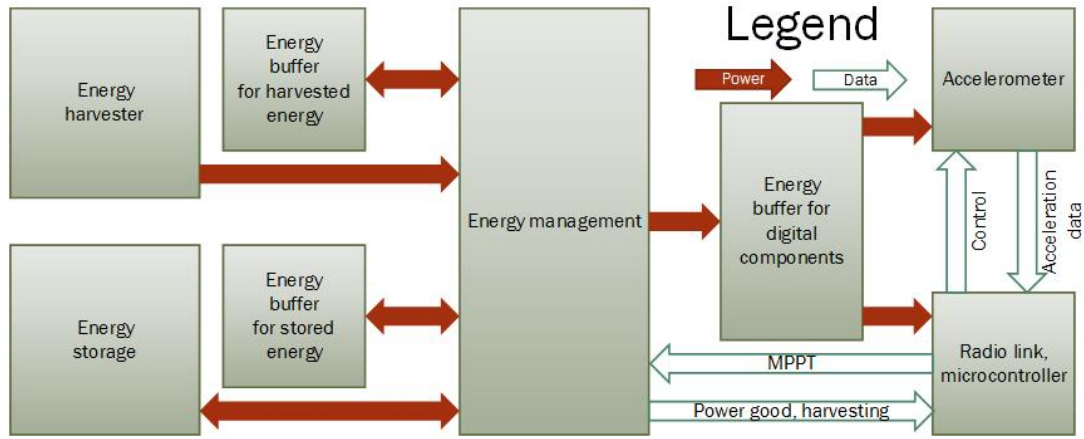 Legend
Power
Data
Energy
harvester
Energy
buffer
for harvested
energy
Energy management
Energy
buffer for
digital
components
Accelerometer
Control
Acceleration
data
Energy
storage
Energy
buffer
for stored
energy
Radio link,
microcontroller
MPPT
Power good, harvesting